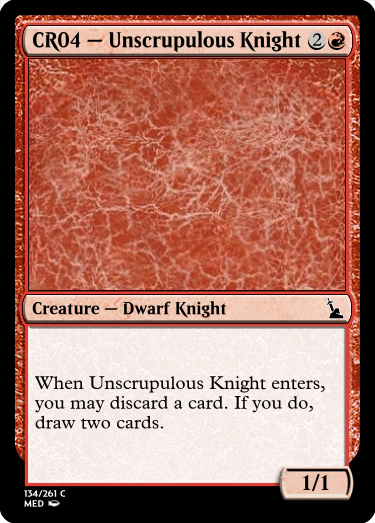 CR04 — Unscrupulous Knight 2
Creature — Dwarf Knight
When Unscrupulous Knight enters,
you may discard a card. If you do,
draw two cards.
1/1
134/261 C
MED